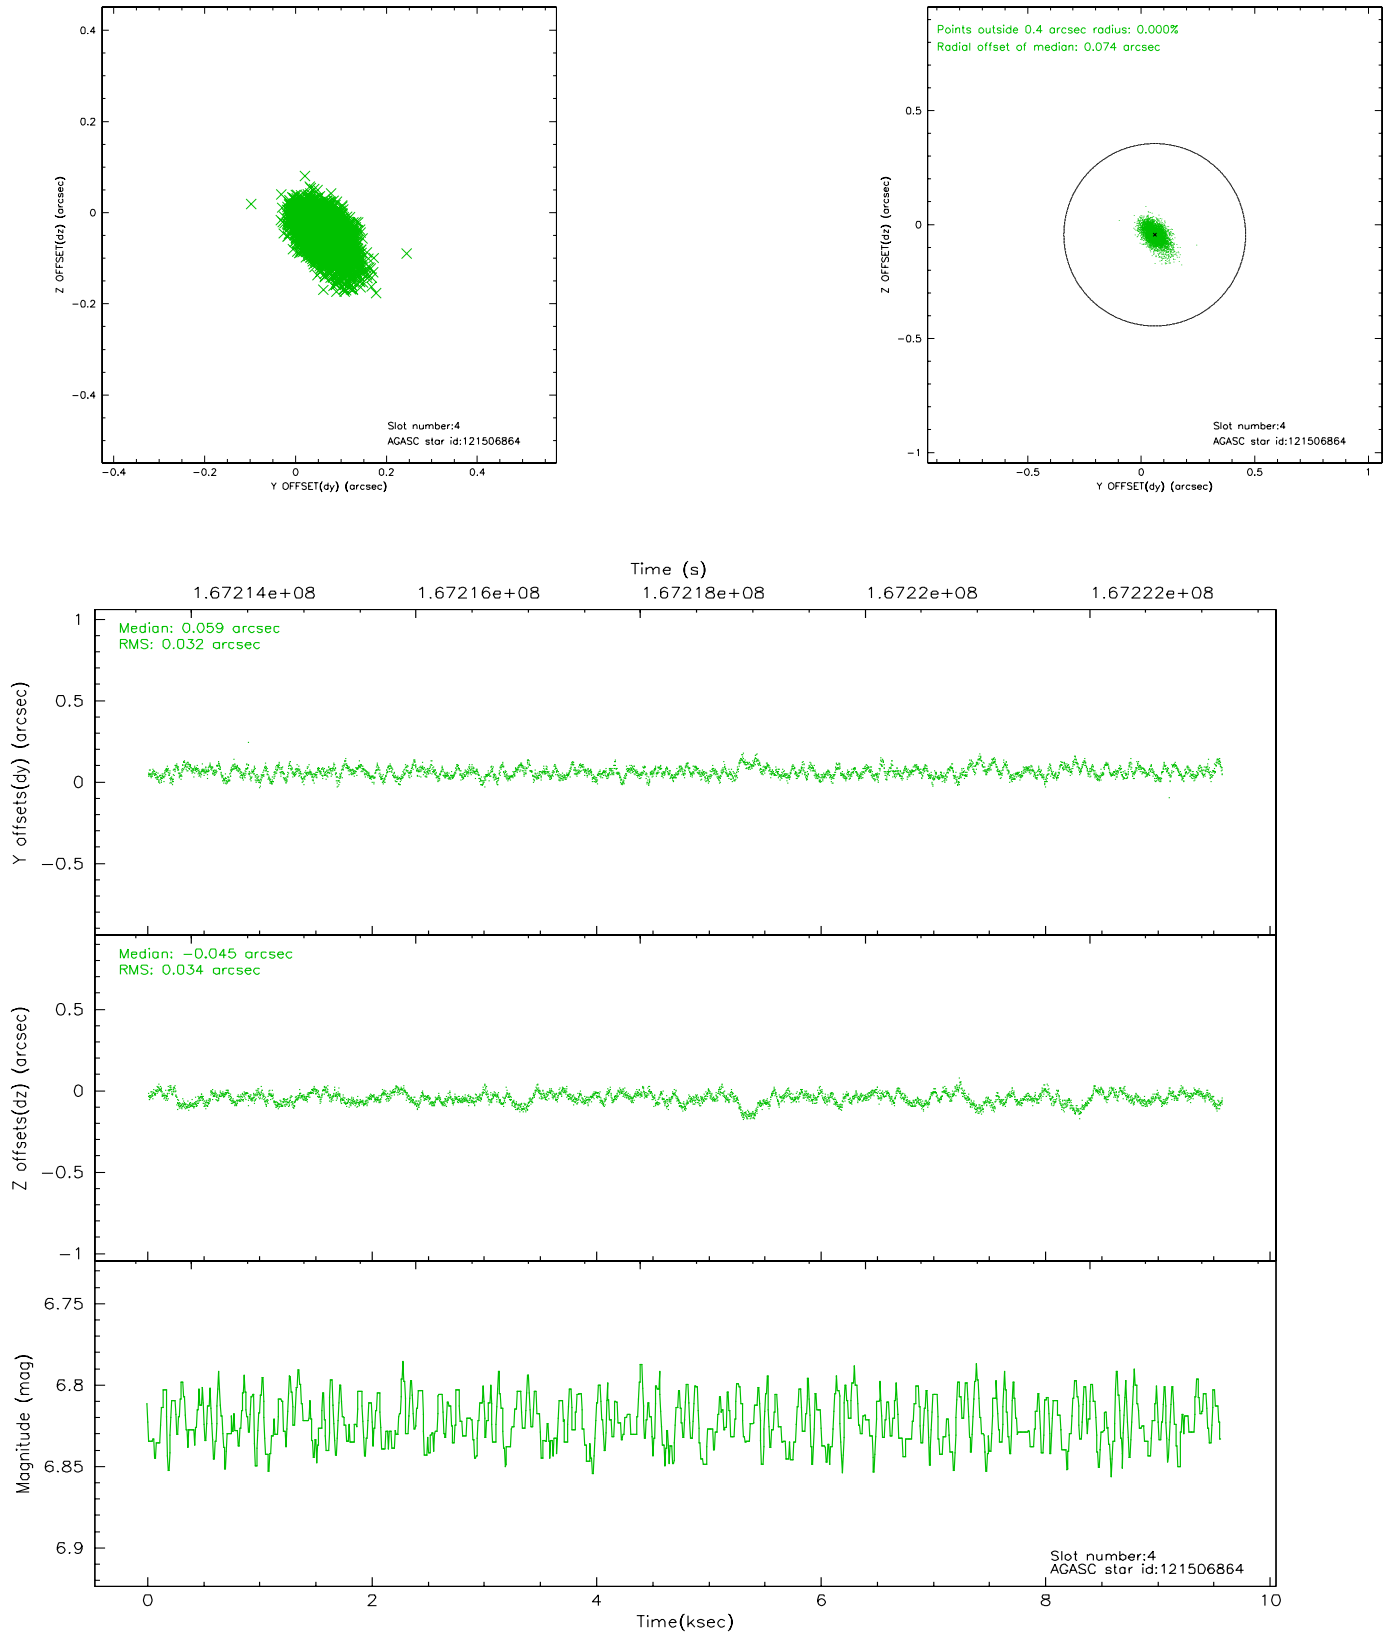 0.4
0.2
0
−0.2
−0.4
Z OFFSET(dz) (arcsec)
Slot number:4
AGASC star id:121506864
−0.4 −0.2 0 0.2 0.4
Y OFFSET(dy) (arcsec)
Points outside 0.4 arcsec radius: 0.000%
Radial offset of median: 0.074 arcsec
0.5
0
−0.5
−1
Z OFFSET(dz) (arcsec)
Slot number:4
AGASC star id:121506864
−0.5 0 0.5 1
Y OFFSET(dy) (arcsec)
Time (s)
1.67214e+08 1.67216e+08 1.67218e+08 1.6722e+08 1.67222e+08
Median: 0.059 arcsec
RMS: 0.032 arcsec
1
0.5
0
−0.5
Y offsets(dy) (arcsec)
Median: −0.045 arcsec
RMS: 0.034 arcsec
0.5
0
−0.5
−1
Z offsets(dz) (arcsec)
6.75
6.8
6.85
6.9
Magnitude (mag)
Slot number:4
AGASC star id:121506864
0 2 4 6 8 10
Time(ksec)